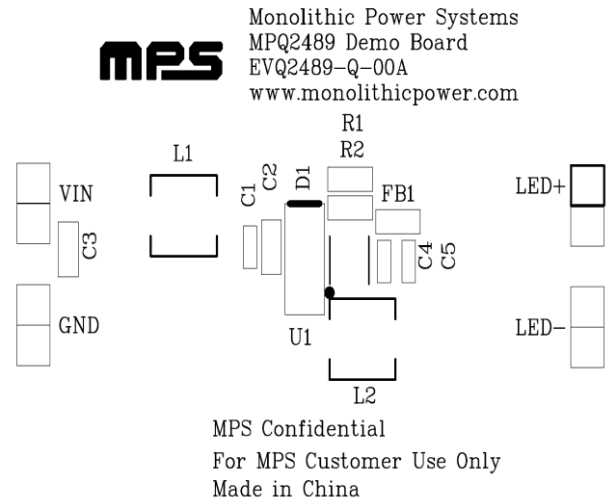 mps
Monolithic Power Systems
MPQ2489 Demo Board
EVQ2489-Q-00A
www.monolithicpower.com
R1
R2
L1
VIN
C3
GND
C1
C2
D1
FB1
C4
C5
U1
L2
LED+
LED-
MPS Confidential
For MPS Customer Use Only
Made in China